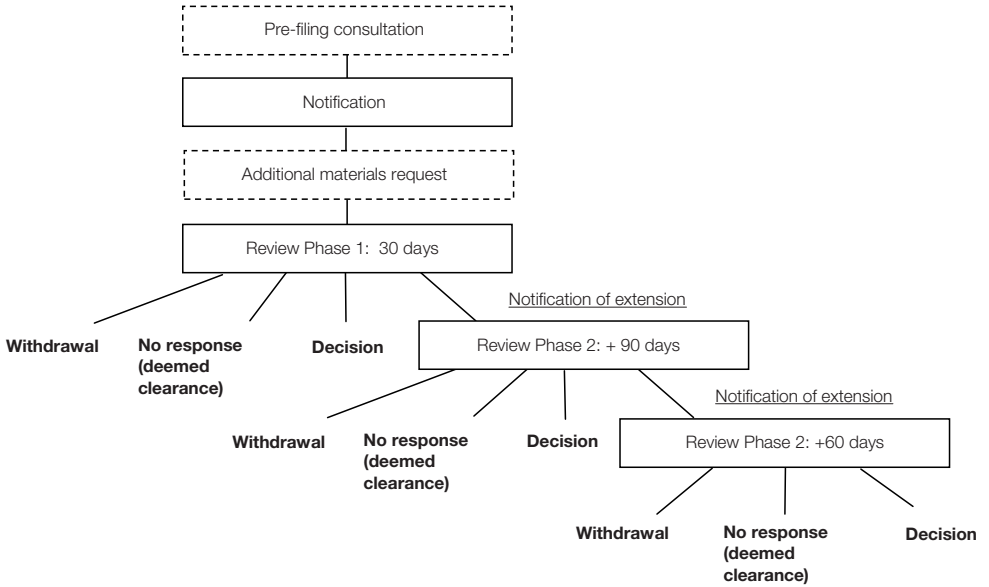 Pre-filing consultation
Notification
Additional materials request
Review Phase 1:  30 days
Notification of extension
Withdrawal
No response
(deemed
clearance)
Decision
Review Phase 2: + 90 days
Notification of extension
Withdrawal
No response
(deemed
clearance)
Decision
Review Phase 2: +60 days
Withdrawal
No response
(deemed
clearance)
Decision